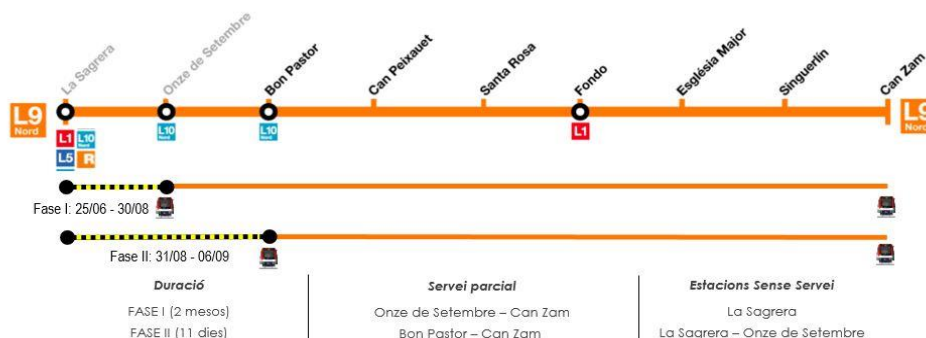 La Sagrera
Onze de Setembre
Bon Pastor
Can Peixauet
Santa Rosa
Fondo
Església Major
Singuerlín
Can Zam
L9
Nord
L9
Nord
L1 L10
Nord
L5 R
L10
Nord
L10
Nord
L1
Fase I: 25/06 - 30/08
Fase II: 31/08 - 06/09
Duració Servei parcial Estacions Sense Servei
FASE I (2 mesos) Onze de Setembre – Can Zam La Sagrera
FASE II (11 dies) Bon Pastor – Can Zam La Sagrera – Onze de Setembre